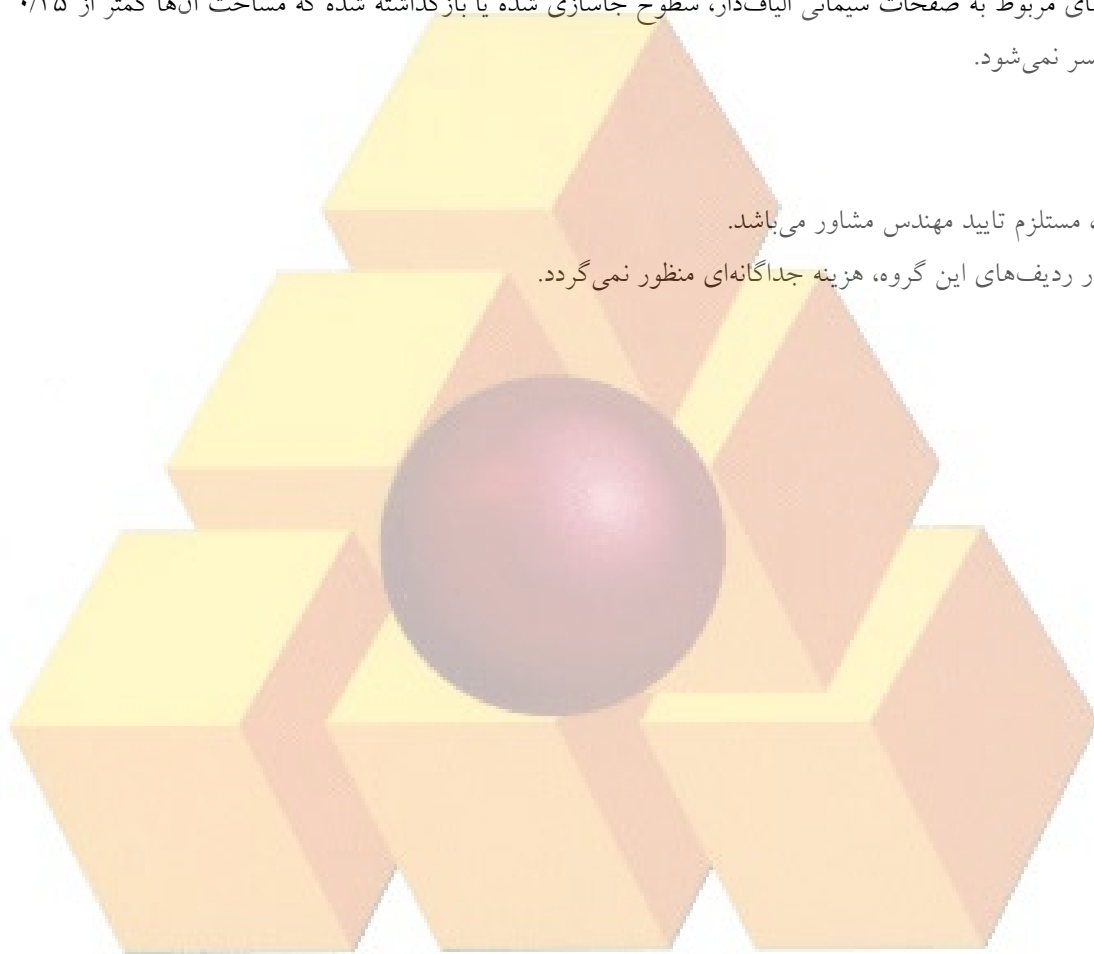 ای مربوط به صفحات سیمانی الیاف‌دار، سطوح جاسازی شده یا بازگذاشته شده که مساحت آن‌ها کمتر از ۰/۲۵
سر نمی‌شود.
، مستلزم تایید مهندس مشاور می‌باشد.
ر ردیف‌های این گروه، هزینه جداگانه‌ای منظور نمی‌گردد.